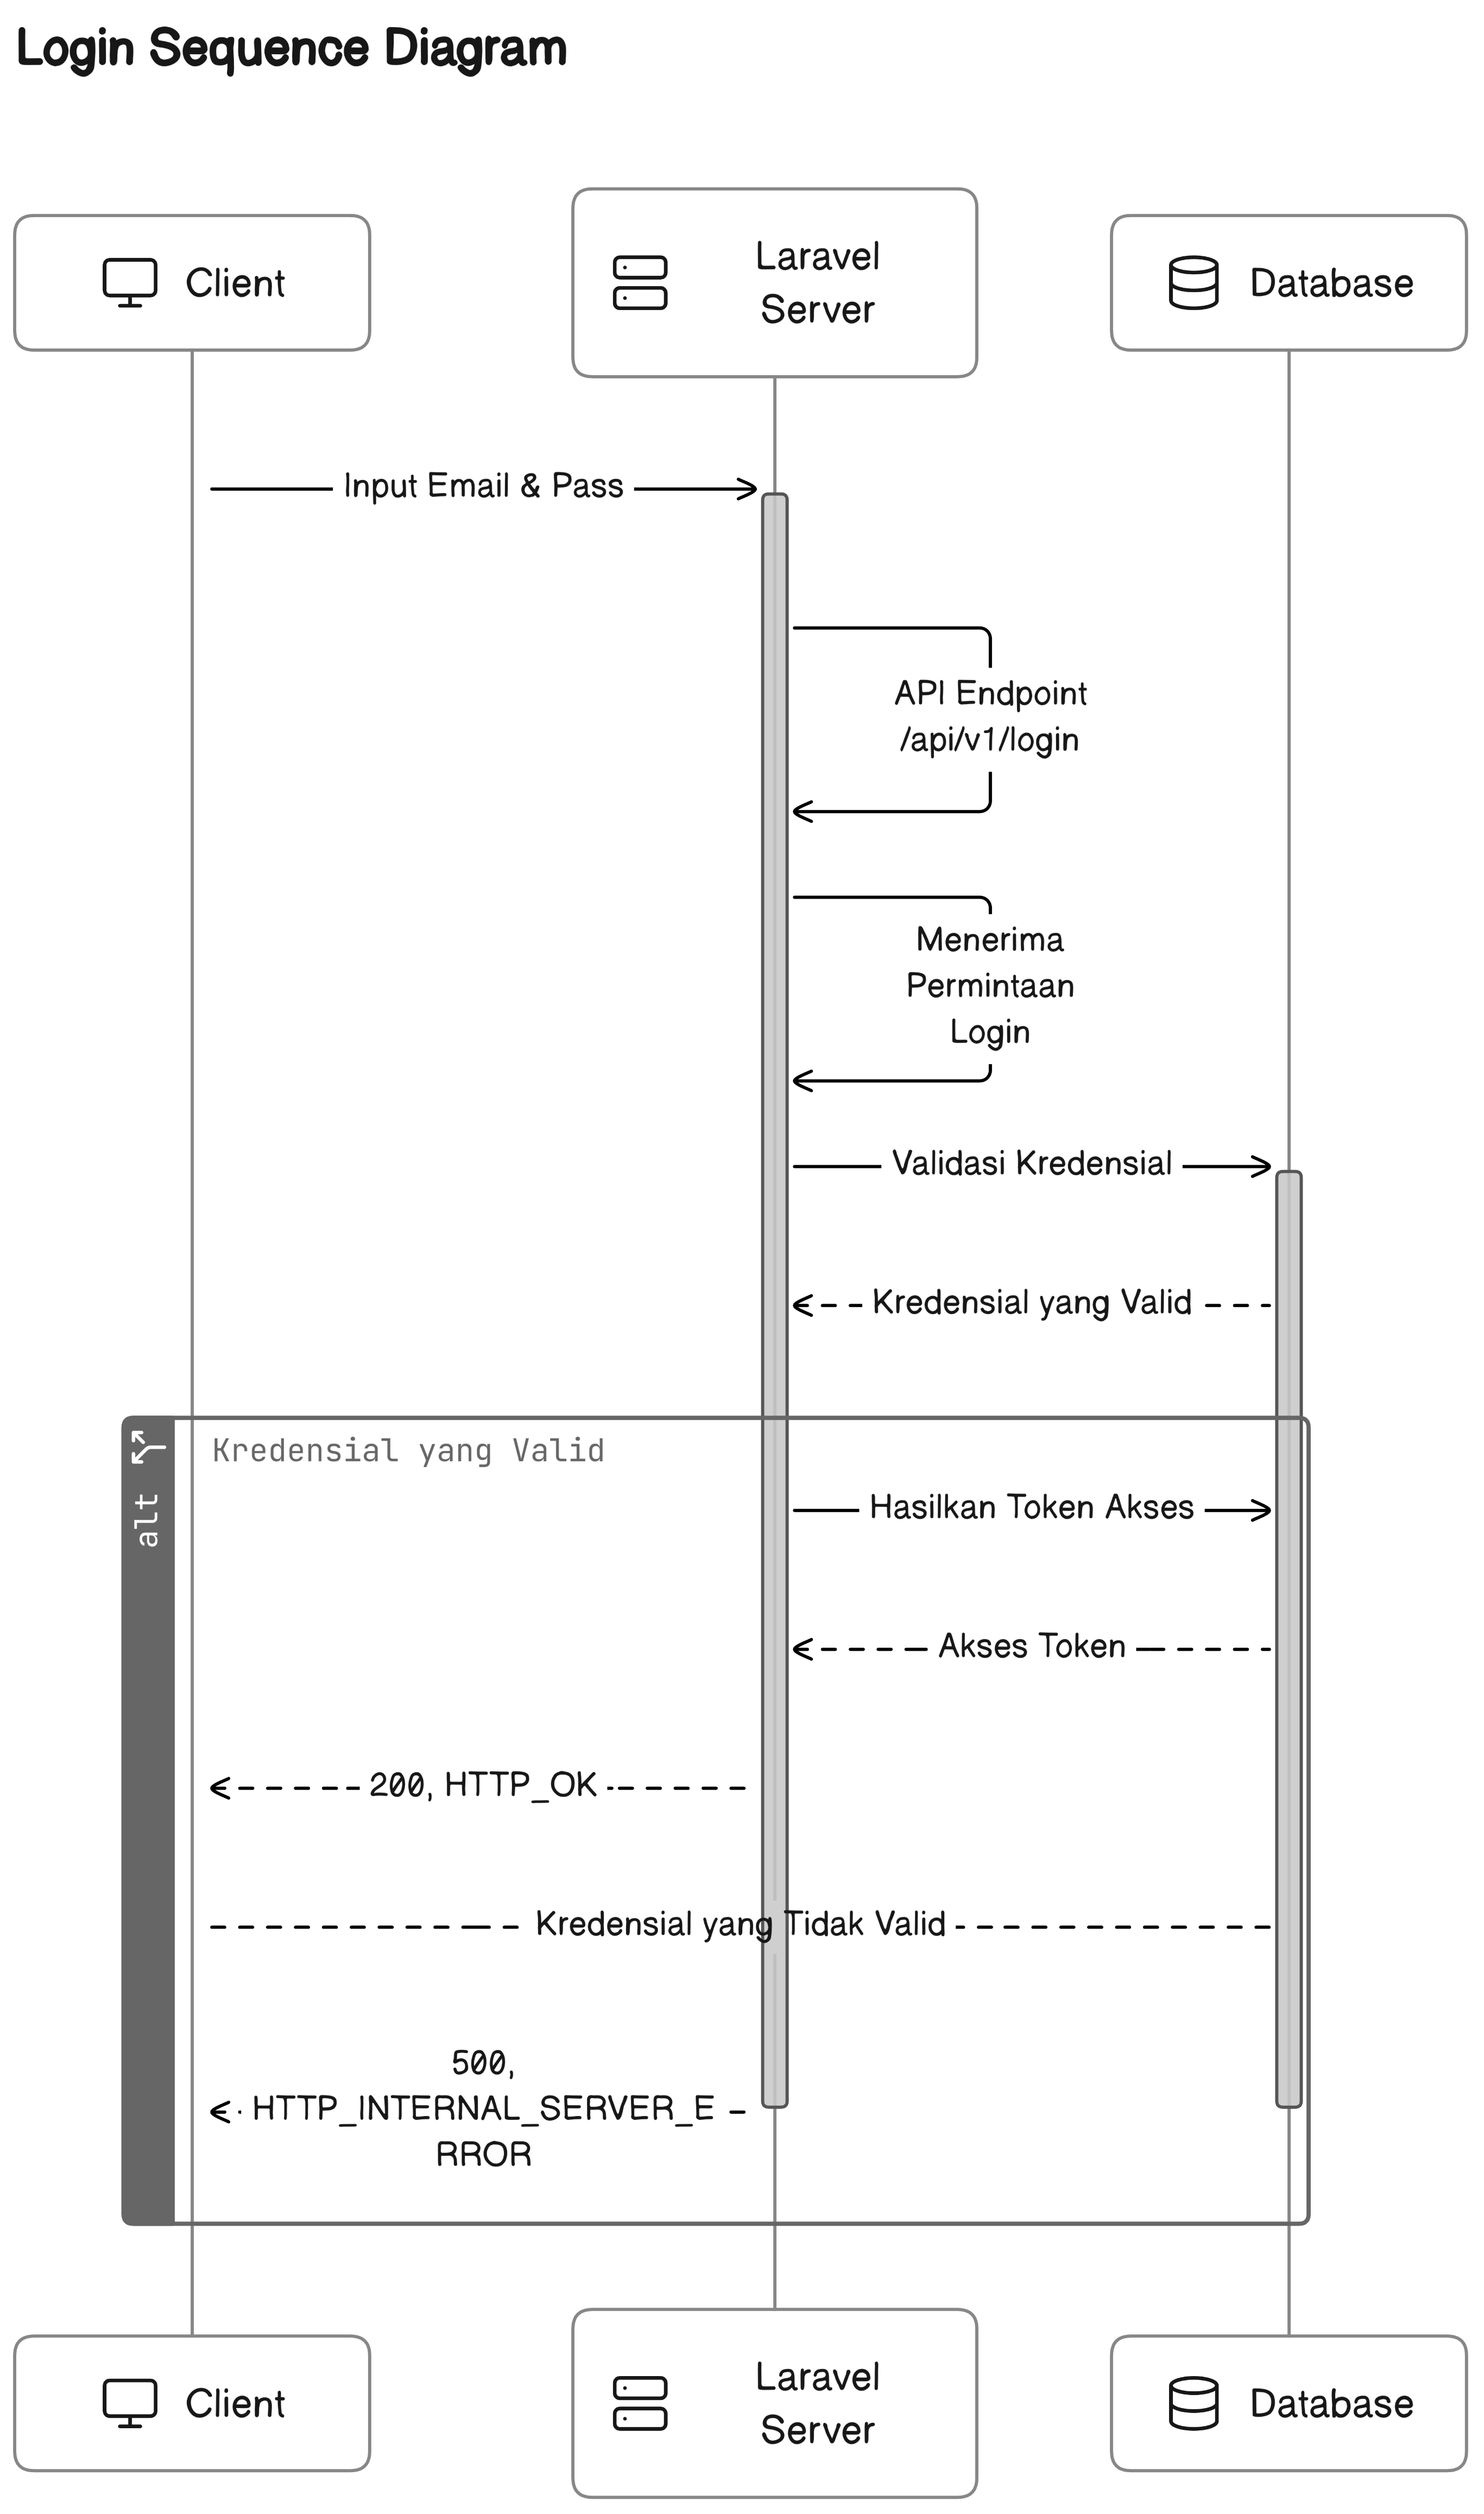 Login Sequence Diagram
Client
Laravel
Server
Database
Input Email & Pass
API Endpoint
/api/v1/login
Menerima
Permintaan
Login
Validasi Kredensial
Kredensial yang Valid
alt
Kredensial yang Valid
Hasilkan Token Akses
Akses Token
200, HTTP_OK
Kredensial yang Tidak Valid
500,
HTTP_INTERNAL_SERVER_E
RROR
Client
Laravel
Server
Database